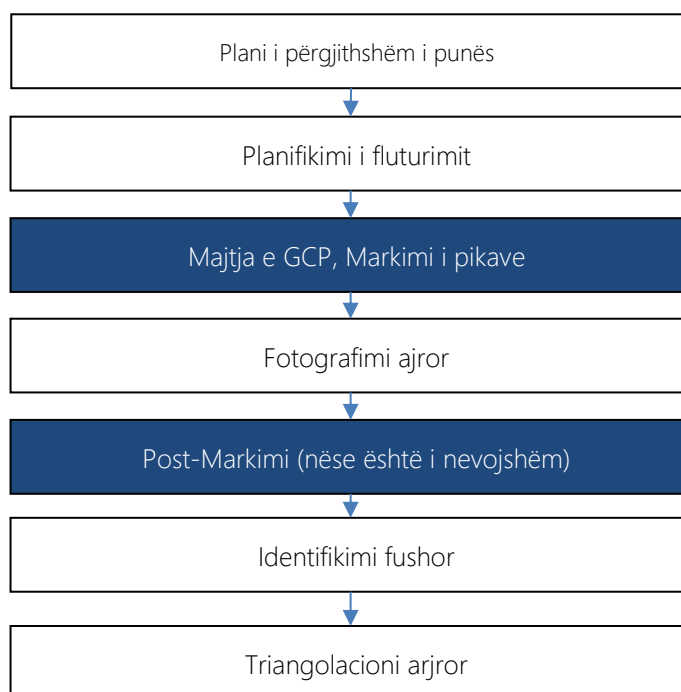 Plani i përgjithshëm i punës
Planifikimi i fluturimit
Majtja e GCP, Markimi i pikave
Fotografimi ajror
Post-Markimi (nëse është i nevojshëm)
Identifikimi fushor
Triangolacioni arjror